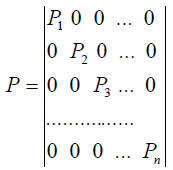 P₁ 0 0 ... 0
0 P₂ 0 ... 0
P = 0 0 P₃ ... 0
...............
0 0 0 ... Pₙ